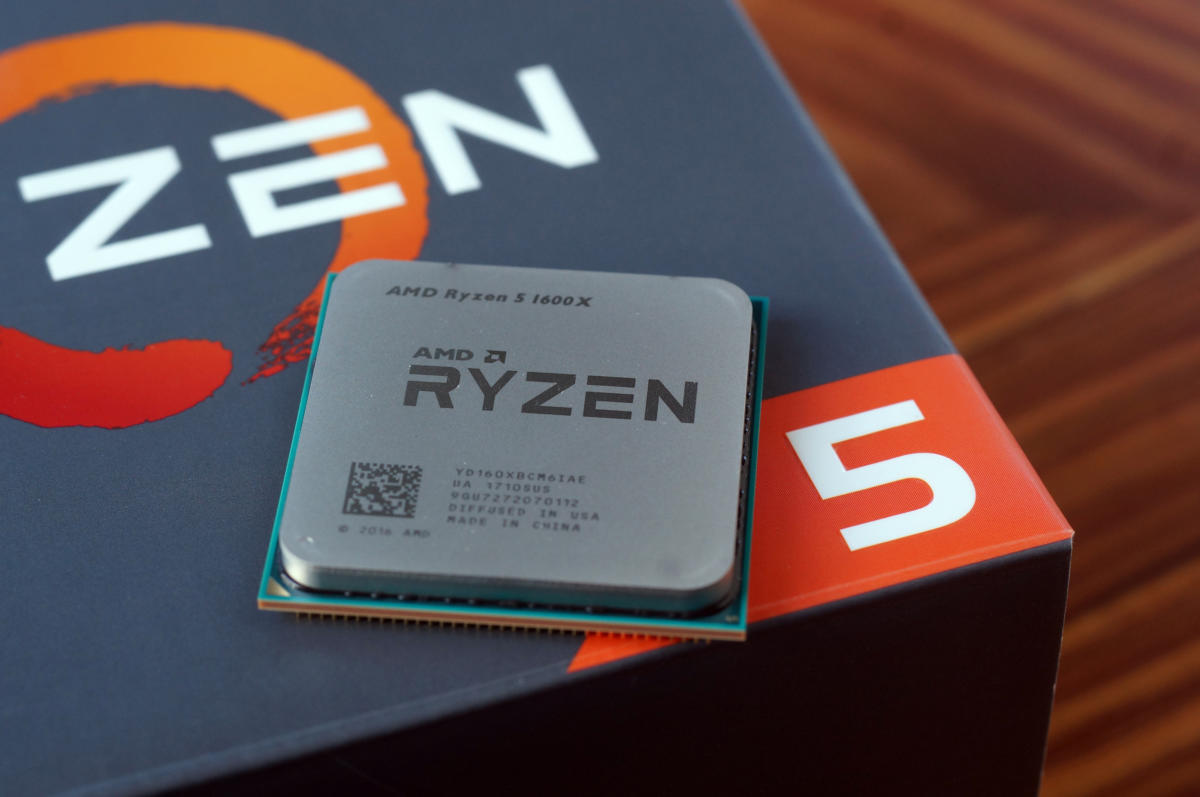 ZEN
5
AMD Ryzen 5 1600X
AMD
RYZEN
YD160XBCM6IAE
UA 1710SUS
9GU7272070112
DIFFUSED IN USA
MADE IN CHINA
© 2016 AMD